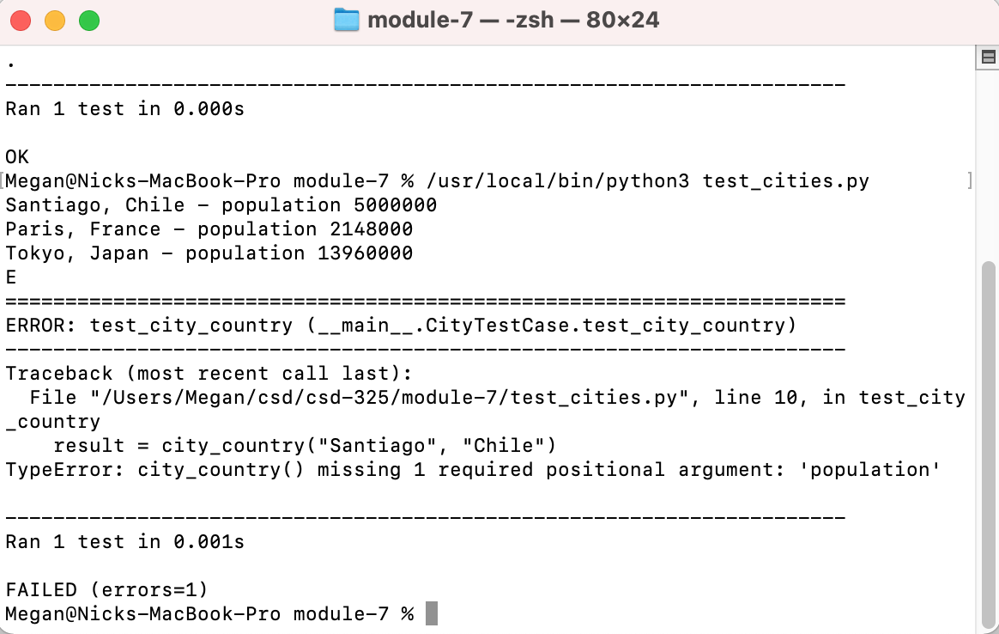 module-7 — -zsh — 80×24
.
----------------------------------------------------------------------
Ran 1 test in 0.000s

OK
[Megan@Nicks-MacBook-Pro module-7 % /usr/local/bin/python3 test_cities.py ]
Santiago, Chile - population 5000000
Paris, France - population 2148000
Tokyo, Japan - population 13960000
E
======================================================================
ERROR: test_city_country (__main__.CityTestCase.test_city_country)
----------------------------------------------------------------------
Traceback (most recent call last):
  File "/Users/Megan/csd/csd-325/module-7/test_cities.py", line 10, in test_city
_country
    result = city_country("Santiago", "Chile")
TypeError: city_country() missing 1 required positional argument: 'population'

----------------------------------------------------------------------
Ran 1 test in 0.001s

FAILED (errors=1)
Megan@Nicks-MacBook-Pro module-7 %